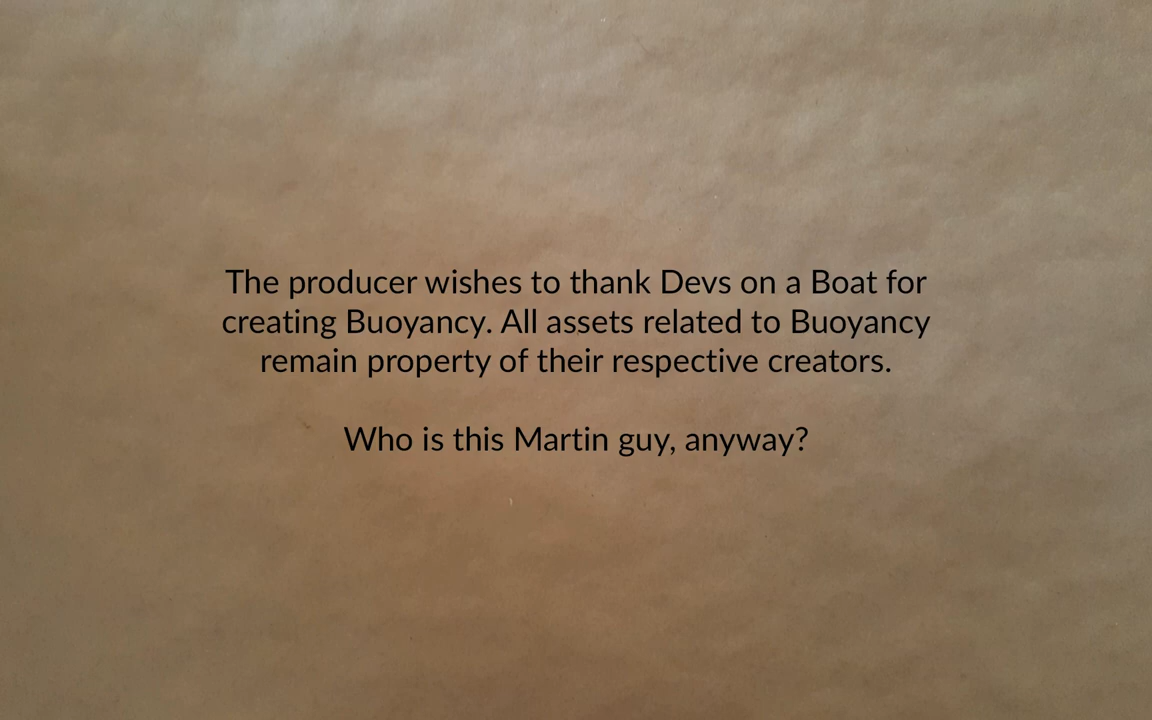 The producer wishes to thank Devs on a Boat for
creating Buoyancy. All assets related to Buoyancy
remain property of their respective creators.
Who is this Martin guy, anyway?